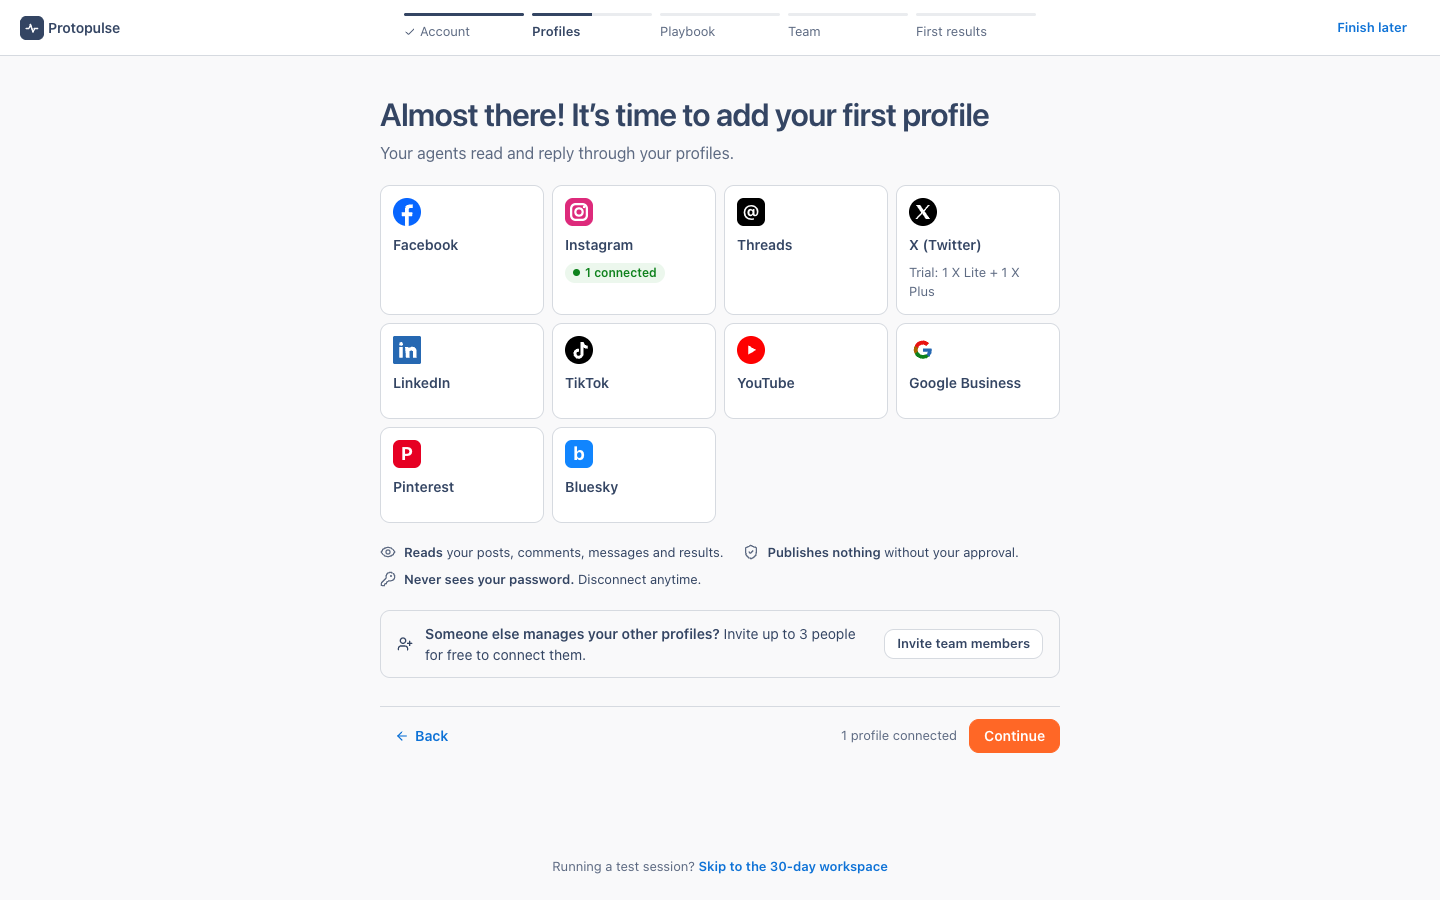 Protopulse
Account
Profiles
Playbook
Team
First results
Finish later
Almost there! It’s time to add your first profile
Your agents read and reply through your profiles.
Facebook
Instagram
1 connected
@
Threads
X (Twitter)
Trial: 1 X Lite + 1 X
Plus
in
LinkedIn
TikTok
YouTube
G
Google Business
P
Pinterest
b
Bluesky
Reads your posts, comments, messages and results.
Publishes nothing without your approval.
Never sees your password. Disconnect anytime.
Someone else manages your other profiles? Invite up to 3 people
for free to connect them.
Invite team members
Back
1 profile connected
Continue
Running a test session? Skip to the 30-day workspace